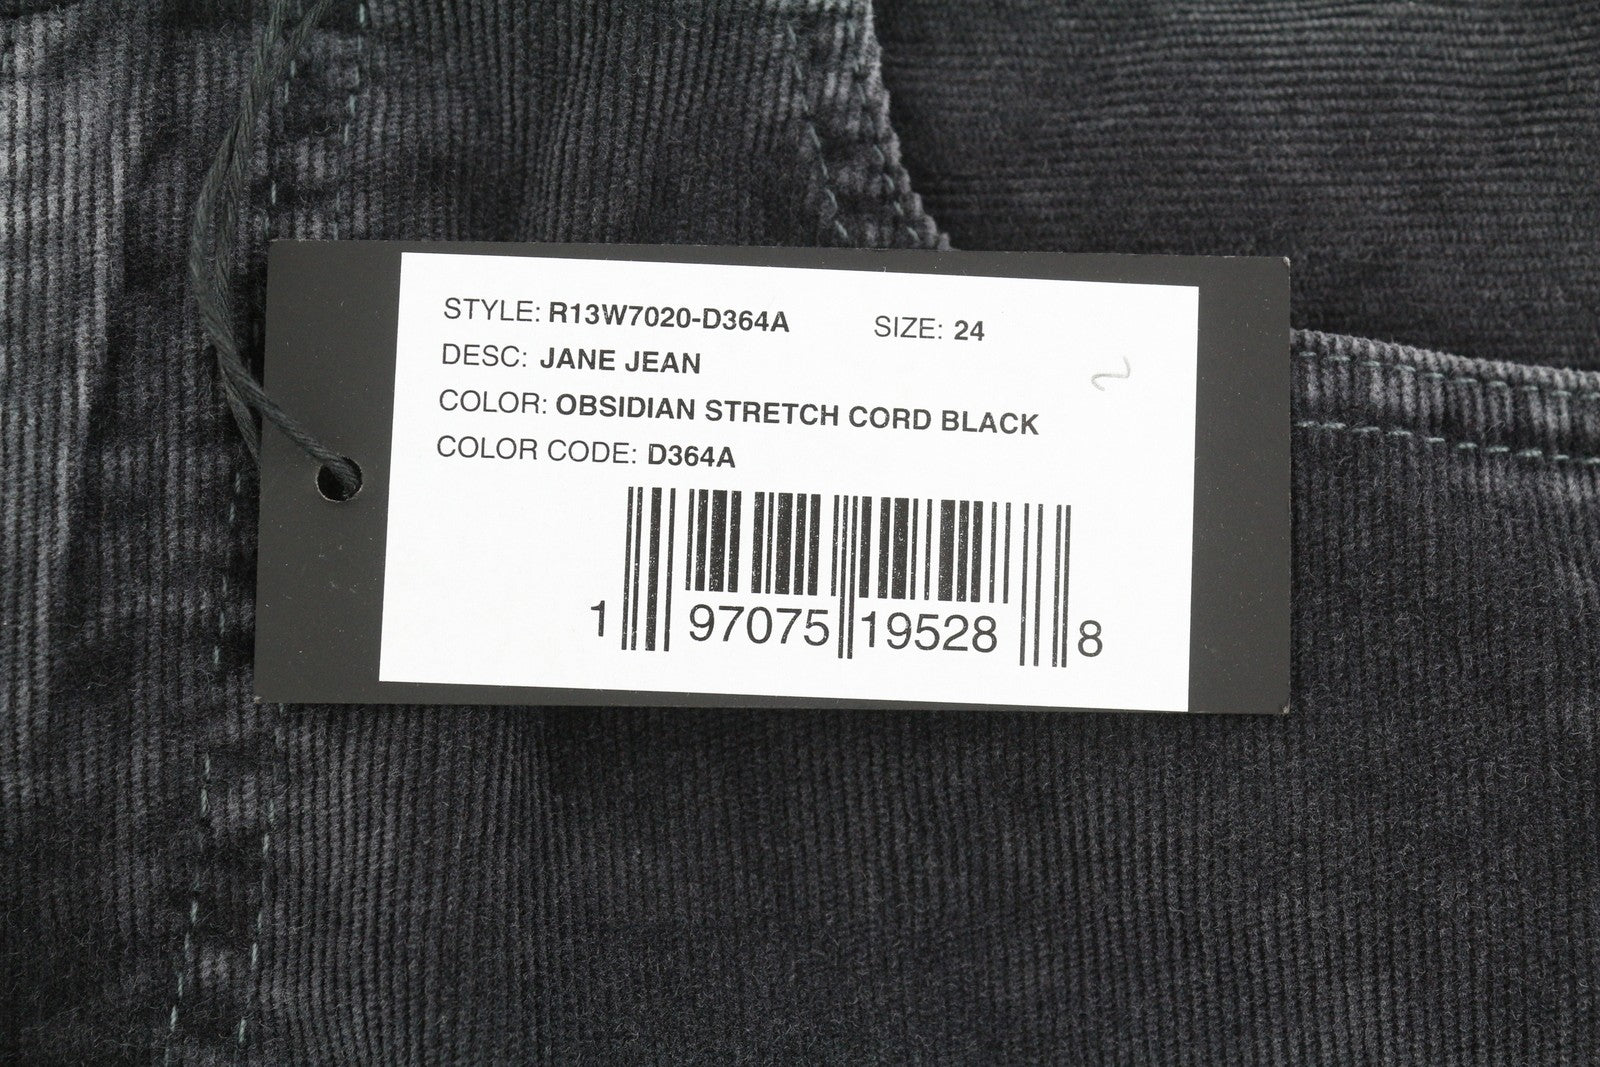 STYLE: R13W7020-D364A SIZE: 24
DESC: JANE JEAN
COLOR: OBSIDIAN STRETCH CORD BLACK
COLOR CODE: D364A
1 97075 19528 8